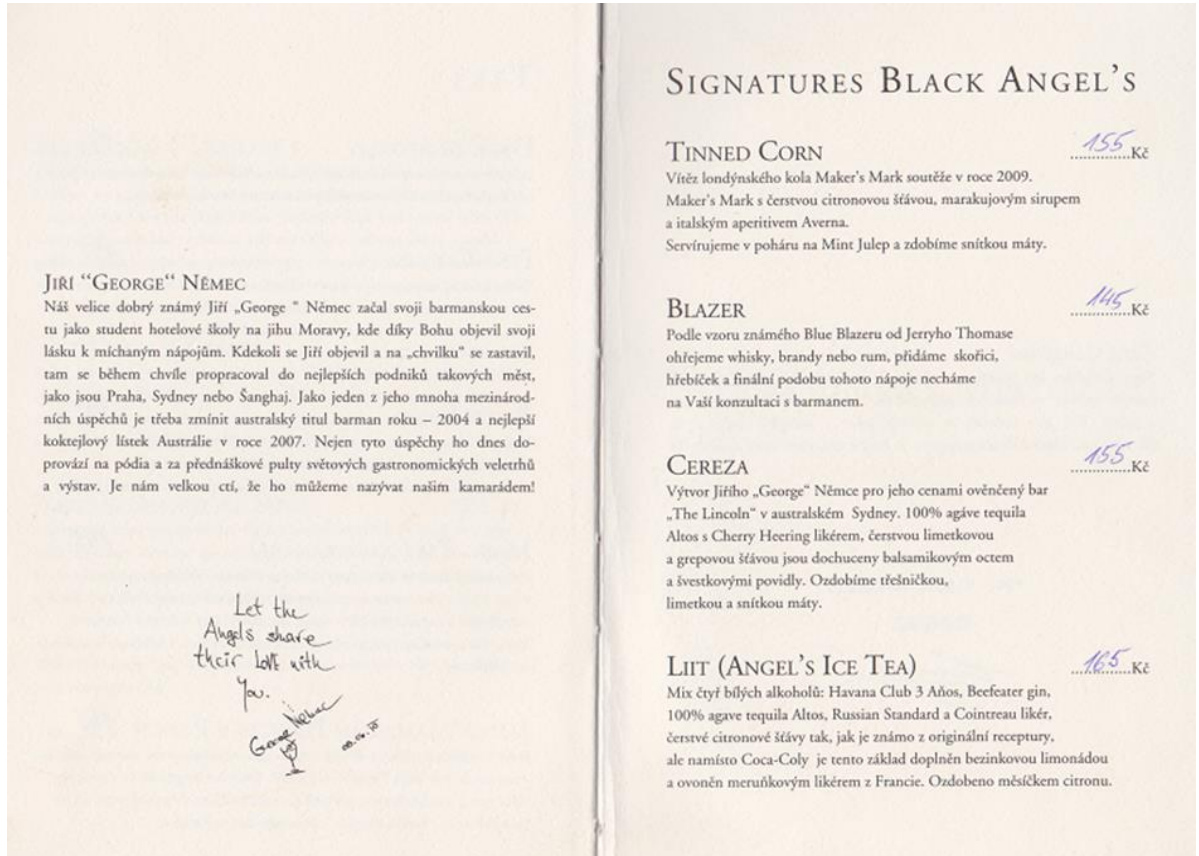 JIŘÍ “GEORGE“ NĚMEC
Náš velice dobrý známý Jiří „George “ Němec začal svoji barmanskou ces-
tu jako student hotelové školy na jihu Moravy, kde díky Bohu objevil svoji
lásku k míchaným nápojům. Kdekoli se Jiří objevil a na „chvilku“ se zastavil,
tam se během chvíle propracoval do nejlepších podniků takových měst,
jako jsou Praha, Sydney nebo Šanghaj. Jako jeden z jeho mnoha mezinárod-
ních úspěchů je třeba zmínit australský titul barman roku – 2004 a nejlepší
koktejlový lístek Austrálie v roce 2007. Nejen tyto úspěchy ho dnes do-
provází na pódia a za přednáškové pulty světových gastronomických veletrhů
a výstav. Je nám velkou ctí, že ho můžeme nazývat našim kamarádem!
Let the
Angels share
their LOVE with
You.
George Němec
SIGNATURES BLACK ANGEL’S
TINNED CORN 155 Kč
Vítěz londýnského kola Maker’s Mark soutěže v roce 2009.
Maker’s Mark s čerstvou citronovou šťávou, marakujovým sirupem
a italským aperitivem Averna.
Servírujeme v poháru na Mint Julep a zdobíme snítkou máty.
BLAZER 145 Kč
Podle vzoru známého Blue Blazeru od Jerryho Thomase
ohřejeme whisky, brandy nebo rum, přidáme skořici,
hřebíček a finální podobu tohoto nápoje necháme
na Vaší konzultaci s barmanem.
CEREZA 155 Kč
Výtvor Jiřího „George“ Němce pro jeho cenami ověnčený bar
„The Lincoln“ v australském Sydney. 100% agáve tequila
Altos s Cherry Heering likérem, čerstvou limetkovou
a grepovou šťávou jsou dochuceny balsamikovým octem
a švestkovými povidly. Ozdobíme třešničkou,
limetkou a snítkou máty.
LIIT (ANGEL’S ICE TEA) 165 Kč
Mix čtyř bílých alkoholů: Havana Club 3 Aňos, Beefeater gin,
100% agave tequila Altos, Russian Standard a Cointreau likér,
čerstvé citronové šťávy tak, jak je známo z originální receptury,
ale namísto Coca-Coly je tento základ doplněn bezinkovou limonádou
a ovoněn meruňkovým likérem z Francie. Ozdobeno měsíčkem citronu.